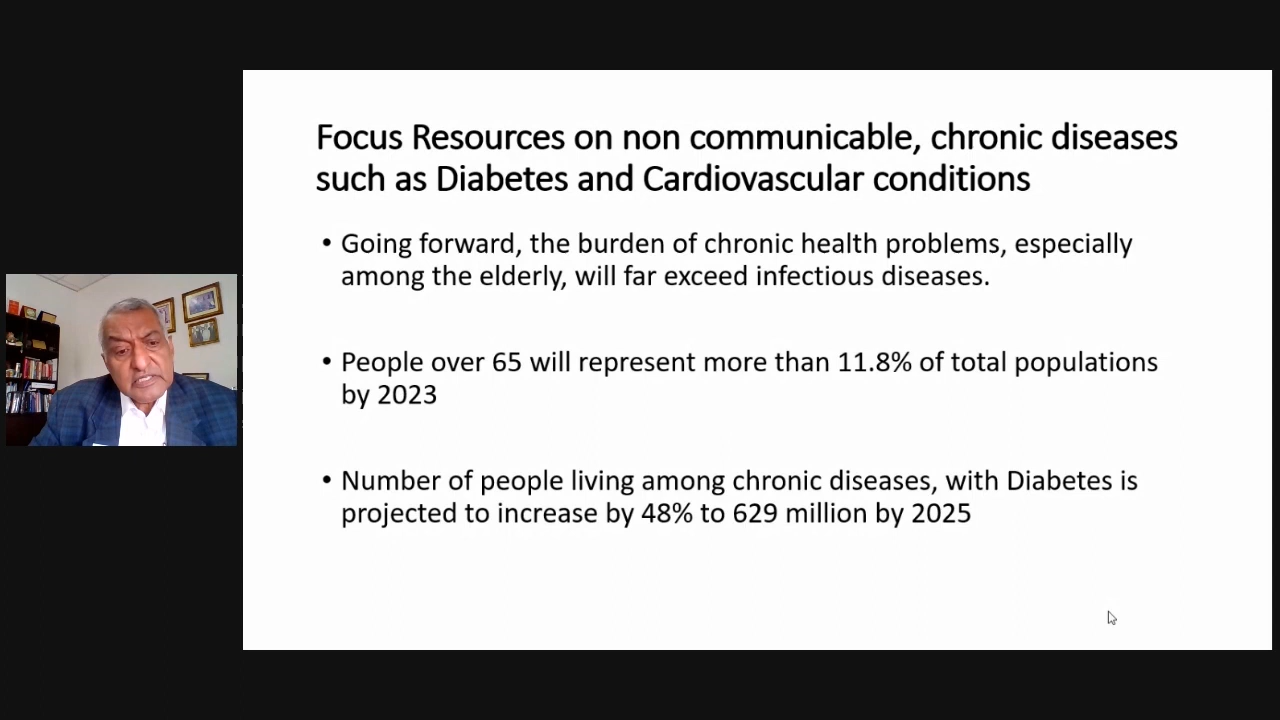 Focus Resources on non communicable, chronic diseases
such as Diabetes and Cardiovascular conditions
• Going forward, the burden of chronic health problems, especially
among the elderly, will far exceed infectious diseases.
• People over 65 will represent more than 11.8% of total populations
by 2023
• Number of people living among chronic diseases, with Diabetes is
projected to increase by 48% to 629 million by 2025